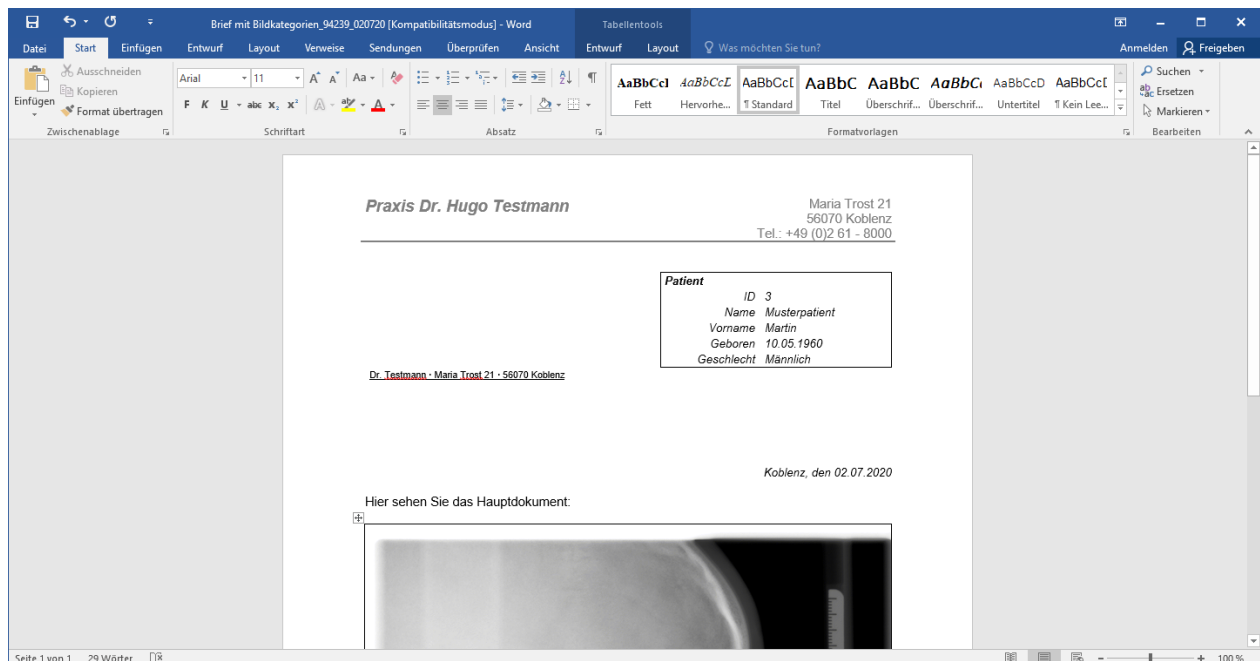 Brief mit Bildkategorien_94239_020720 [Kompatibilitätsmodus] - Word
Tabellentools
Datei Start Einfügen Entwurf Layout Verweise Sendungen Überprüfen Ansicht Entwurf Layout Was möchten Sie tun? Anmelden Freigeben
Einfügen
Ausschneiden
Kopieren
Format übertragen
Zwischenablage
Arial 11
F K U abc X₂ X²
Schriftart
Absatz
AaBbCcI AaBbCcL AaBbCcI AaBbC AaBbC AaBbCc AaBbCcD AaBbCcI
Fett Hervorhe... ¶ Standard Titel Überschrif... Überschrif... Untertitel ¶ Kein Lee...
Formatvorlagen
Suchen
Ersetzen
Markieren
Bearbeiten
Praxis Dr. Hugo Testmann
Maria Trost 21
56070 Koblenz
Tel.: +49 (0)2 61 - 8000
Patient
ID 3
Name Musterpatient
Vorname Martin
Geboren 10.05.1960
Geschlecht Männlich
Dr. Testmann · Maria Trost 21 · 56070 Koblenz
Koblenz, den 02.07.2020
Hier sehen Sie das Hauptdokument:
Seite 1 von 1 29 Wörter 100 %